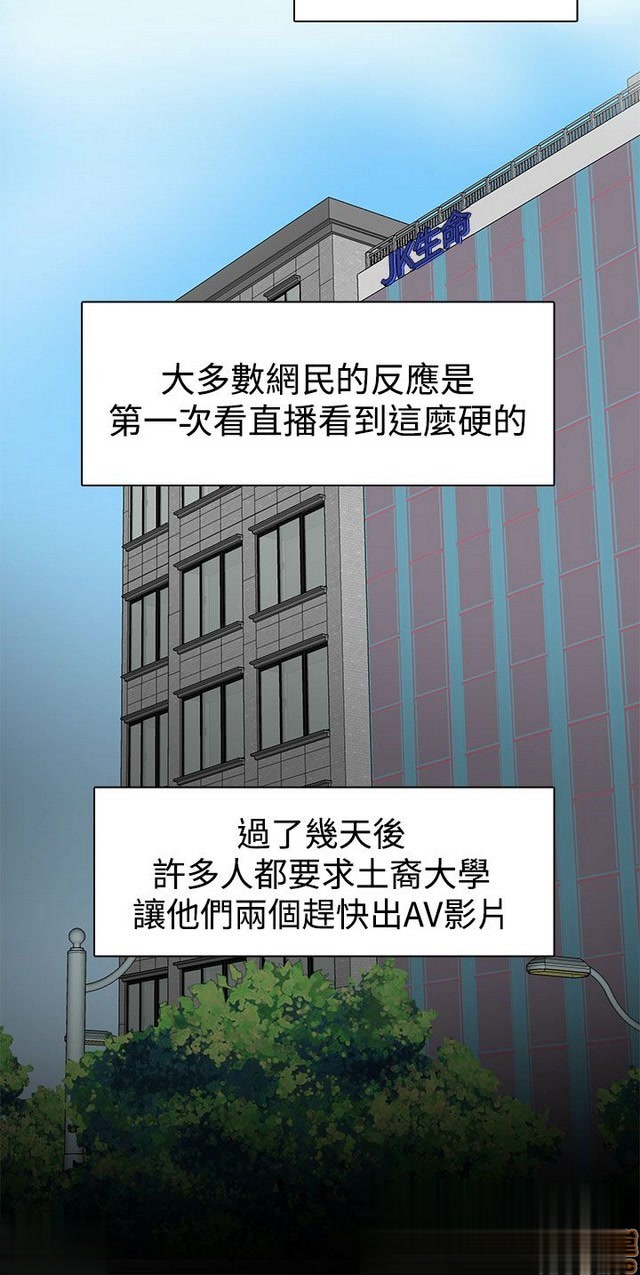 JK生命
大多數網民的反應是
第一次看直播看到這麼硬的
過了幾天後
許多人都要求土裔大學
讓他們兩個趕快出AV影片